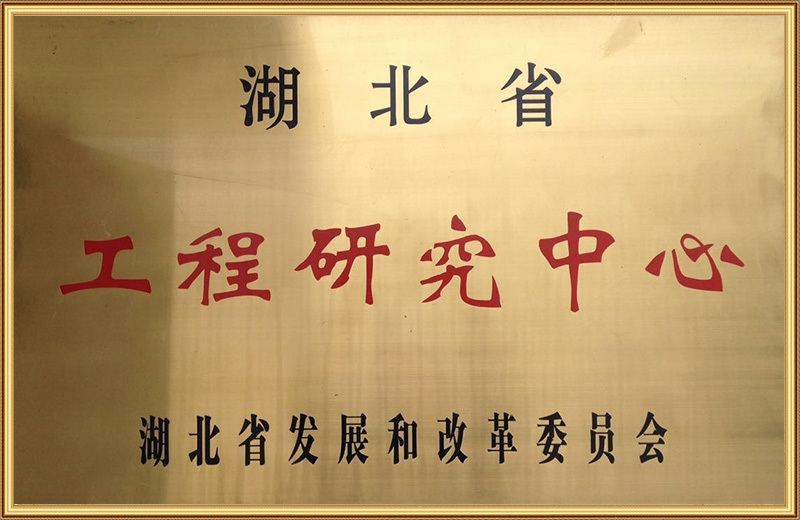 湖北省
工程研究中心
湖北省发展和改革委员会